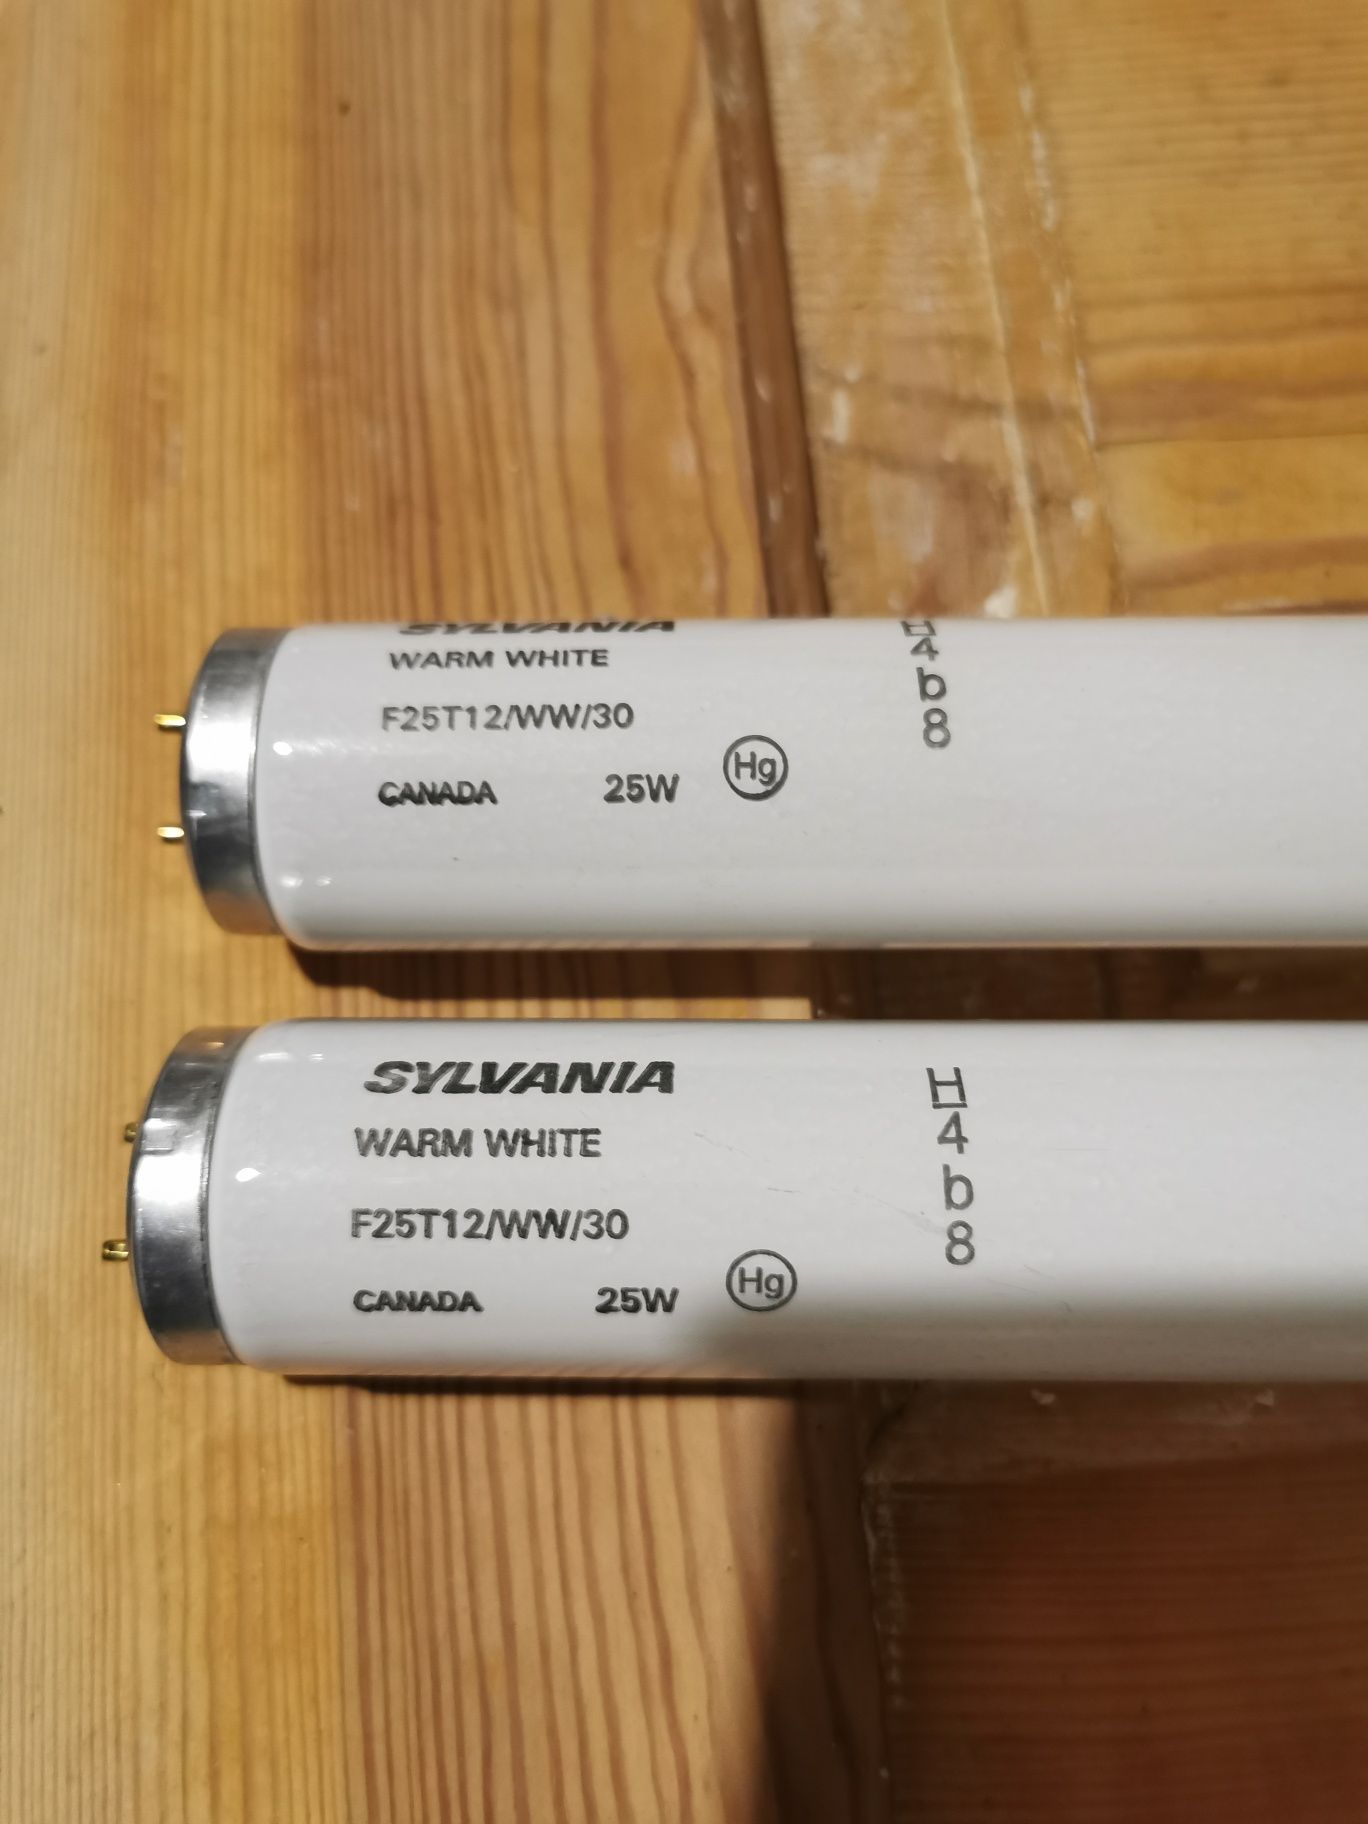 SYLVANIA
WARM WHITE
F25T12/WW/30
CANADA 25W Hg
H
4
b
8
SYLVANIA
WARM WHITE
F25T12/WW/30
CANADA 25W Hg
H
4
b
8